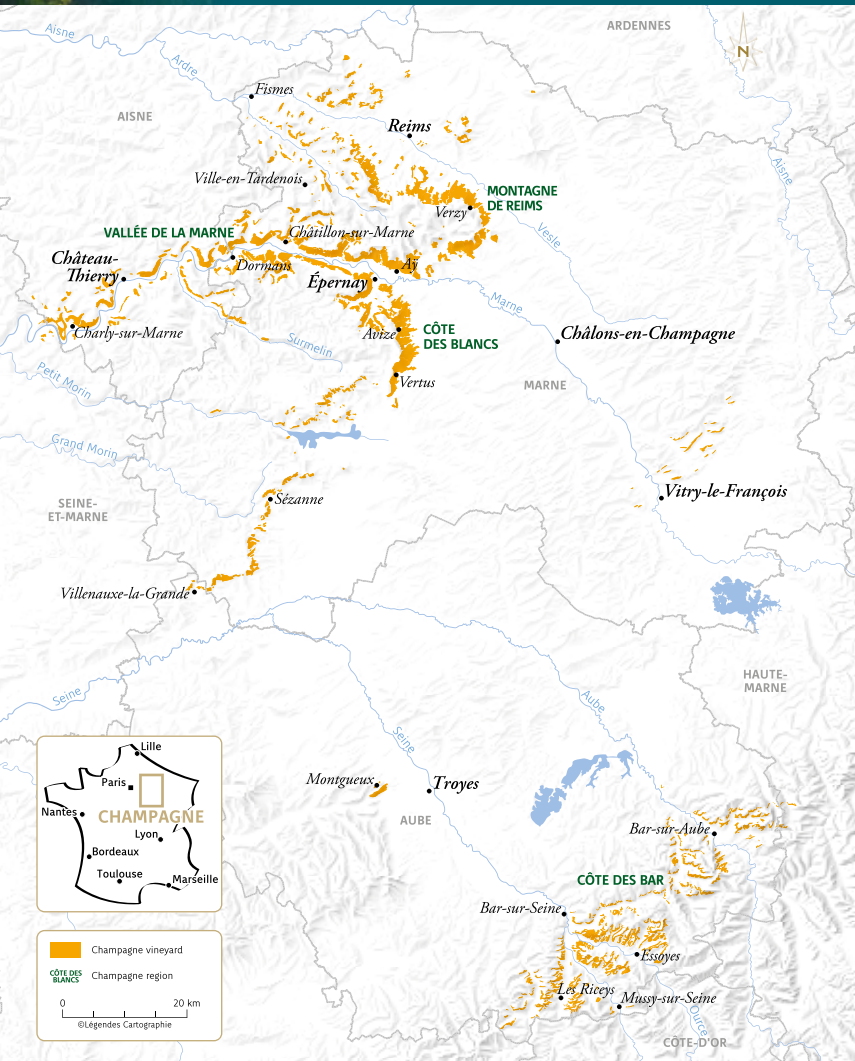 ARDENNES
N
Aisne
Ardre
Fismes
AISNE
Reims
Aisne
Ville-en-Tardenois
MONTAGNE
DE REIMS
Verzy
Vesle
VALLÉE DE LA MARNE
Châtillon-sur-Marne
Château-
Thierry
Dormans
Aÿ
Épernay
Marne
Charly-sur-Marne
Avize
CÔTE
DES BLANCS
Châlons-en-Champagne
Surmelin
Petit Morin
Vertus
MARNE
Grand Morin
Vitry-le-François
Sézanne
SEINE-
ET-MARNE
Villenauxe-la-Grande
HAUTE-
MARNE
Seine
Aube
Seine
Lille
Paris
Montgueux
Troyes
Nantes
CHAMPAGNE
AUBE
Lyon
Bar-sur-Aube
Bordeaux
Toulouse
Marseille
CÔTE DES BAR
Bar-sur-Seine
Champagne vineyard
Essoyes
CÔTE DES
BLANCS
Champagne region
Les Riceys
Mussy-sur-Seine
0 20 km
©Légendes Cartographie
Ource
CÔTE-D'OR